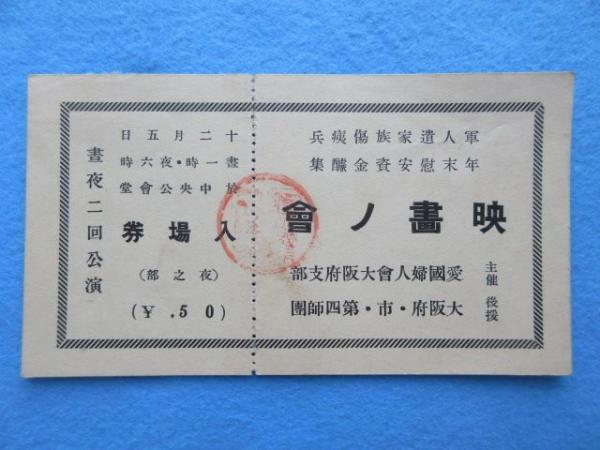 軍人遺家族傷痍兵
年末慰安資金醵集
映畫ノ會
主催 愛國婦人會大阪府支部
後援 大阪府・市・第四師團
十二月五日
晝一時・夜六時
於中央公會堂
入場券
(夜之部)
(¥.50)
晝夜二回公演